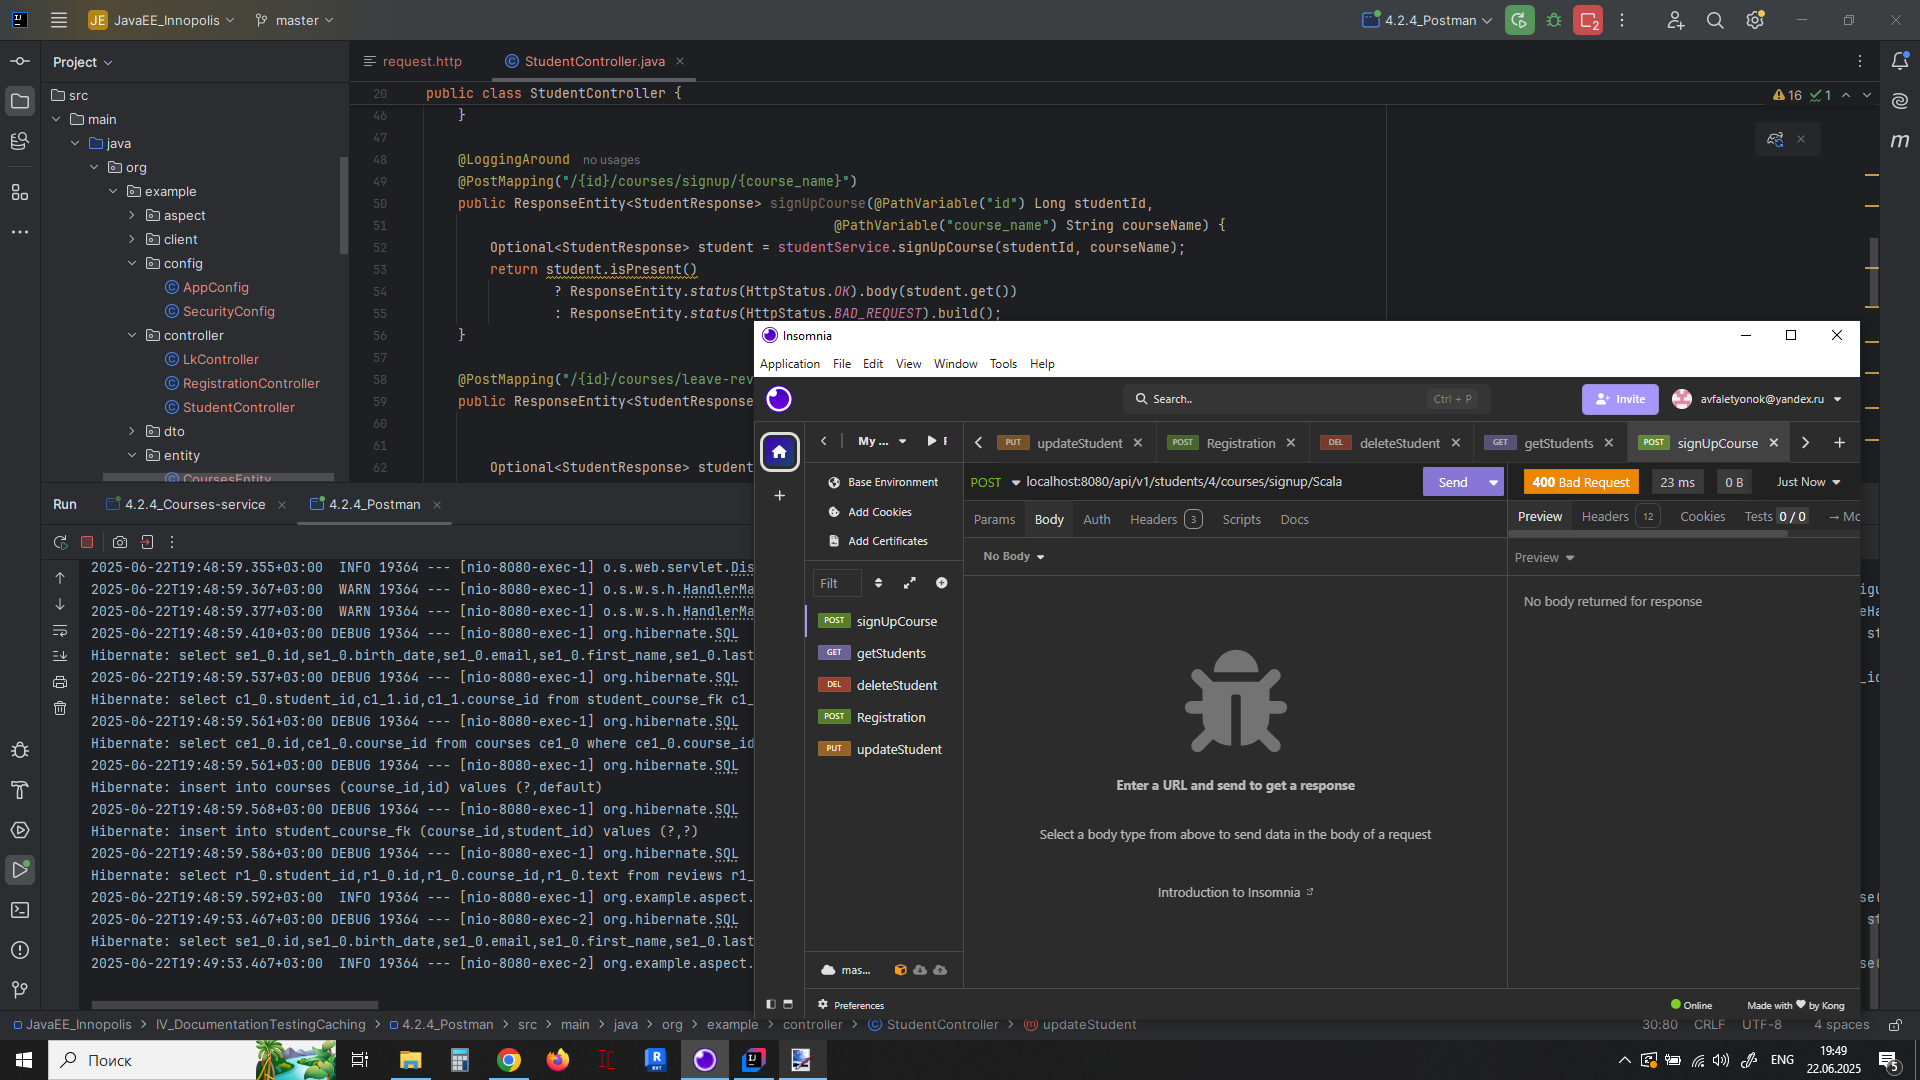 JE JavaEE_Innopolis master 4.2.4_Postman 2
Project
request.http StudentController.java
src
main
java
org
example
aspect
client
config
AppConfig
SecurityConfig
controller
LkController
RegistrationController
StudentController
dto
entity
CoursesEntity
20 public class StudentController {
16 1
46 }
47
48 @LoggingAround no usages
49 @PostMapping("/{id}/courses/signup/{course_name}")
50 public ResponseEntity<StudentResponse> signUpCourse(@PathVariable("id") Long studentId,
51 @PathVariable("course_name") String courseName) {
52 Optional<StudentResponse> student = studentService.signUpCourse(studentId, courseName);
53 return student.isPresent()
54 ? ResponseEntity.status(HttpStatus.OK).body(student.get())
55 : ResponseEntity.status(HttpStatus.BAD_REQUEST).build();
56 }
57
58 @PostMapping("/{id}/courses/leave-rev
59 public ResponseEntity<StudentResponse
60
61
62 Optional<StudentResponse> student
Run 4.2.4_Courses-service 4.2.4_Postman
2025-06-22T19:48:59.355+03:00 INFO 19364 --- [nio-8080-exec-1] o.s.web.servlet.Dis
2025-06-22T19:48:59.367+03:00 WARN 19364 --- [nio-8080-exec-1] o.s.w.s.h.HandlerMa
2025-06-22T19:48:59.377+03:00 WARN 19364 --- [nio-8080-exec-1] o.s.w.s.h.HandlerMa
2025-06-22T19:48:59.410+03:00 DEBUG 19364 --- [nio-8080-exec-1] org.hibernate.SQL
Hibernate: select se1_0.id,se1_0.birth_date,se1_0.email,se1_0.first_name,se1_0.last
2025-06-22T19:48:59.537+03:00 DEBUG 19364 --- [nio-8080-exec-1] org.hibernate.SQL
Hibernate: select c1_0.student_id,c1_1.id,c1_1.course_id from student_course_fk c1_
2025-06-22T19:48:59.561+03:00 DEBUG 19364 --- [nio-8080-exec-1] org.hibernate.SQL
Hibernate: select ce1_0.id,ce1_0.course_id from courses ce1_0 where ce1_0.course_id
2025-06-22T19:48:59.561+03:00 DEBUG 19364 --- [nio-8080-exec-1] org.hibernate.SQL
Hibernate: insert into courses (course_id,id) values (?,default)
2025-06-22T19:48:59.568+03:00 DEBUG 19364 --- [nio-8080-exec-1] org.hibernate.SQL
Hibernate: insert into student_course_fk (course_id,student_id) values (?,?)
2025-06-22T19:48:59.586+03:00 DEBUG 19364 --- [nio-8080-exec-1] org.hibernate.SQL
Hibernate: select r1_0.student_id,r1_0.id,r1_0.course_id,r1_0.text from reviews r1_
2025-06-22T19:48:59.592+03:00 INFO 19364 --- [nio-8080-exec-1] org.example.aspect.
2025-06-22T19:49:53.467+03:00 DEBUG 19364 --- [nio-8080-exec-2] org.hibernate.SQL
Hibernate: select se1_0.id,se1_0.birth_date,se1_0.email,se1_0.first_name,se1_0.last
2025-06-22T19:49:53.467+03:00 INFO 19364 --- [nio-8080-exec-2] org.example.aspect.
Insomnia
Application File Edit View Window Tools Help
Search.. Ctrl + P Invite avfaletyonok@yandex.ru
My ... PUT updateStudent POST Registration DEL deleteStudent GET getStudents POST signUpCourse
Base Environment
Add Cookies
Add Certificates
Filt
POST signUpCourse
GET getStudents
DEL deleteStudent
POST Registration
PUT updateStudent
mas...
POST localhost:8080/api/v1/students/4/courses/signup/Scala Send
Params Body Auth Headers 3 Scripts Docs
No Body
Enter a URL and send to get a response
Select a body type from above to send data in the body of a request
Introduction to Insomnia
400 Bad Request 23 ms 0 B Just Now
Preview Headers 12 Cookies Tests 0 / 0 → Mo
Preview
No body returned for response
Preferences Online Made with ♥ by Kong
JavaEE_Innopolis IV_DocumentationTestingCaching 4.2.4_Postman src main java org example controller StudentController updateStudent 30:80 CRLF UTF-8 4 spaces
Поиск ENG 19:49
22.06.2025 5